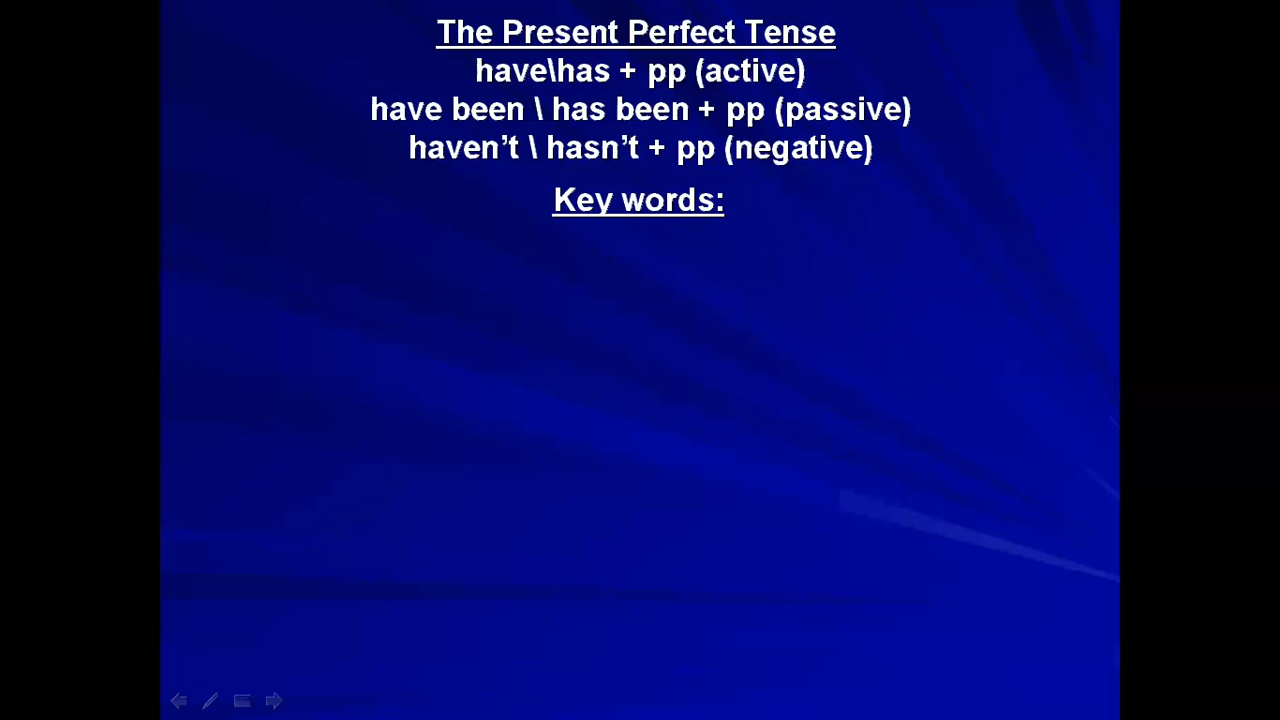 The Present Perfect Tense
have\has + pp (active)
have been \ has been + pp (passive)
haven’t \ hasn’t + pp (negative)
Key words: